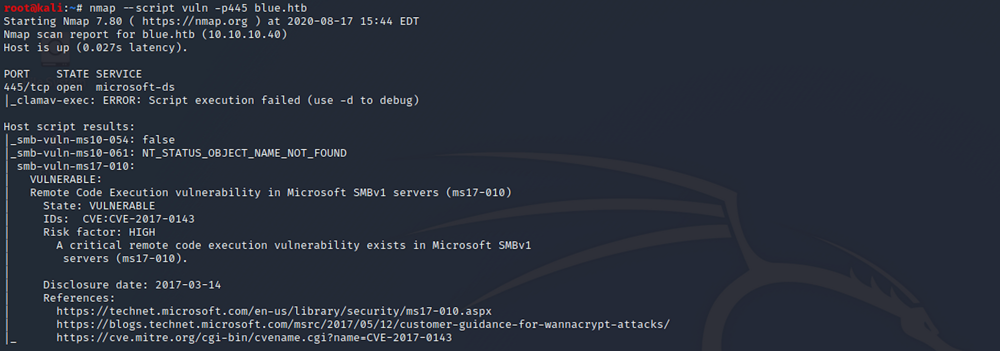 root@kali:~# nmap --script vuln -p445 blue.htb
Starting Nmap 7.80 ( https://nmap.org ) at 2020-08-17 15:44 EDT
Nmap scan report for blue.htb (10.10.10.40)
Host is up (0.027s latency).

PORT    STATE SERVICE
445/tcp open  microsoft-ds
|_clamav-exec: ERROR: Script execution failed (use -d to debug)

Host script results:
|_smb-vuln-ms10-054: false
|_smb-vuln-ms10-061: NT_STATUS_OBJECT_NAME_NOT_FOUND
| smb-vuln-ms17-010:
|   VULNERABLE:
|   Remote Code Execution vulnerability in Microsoft SMBv1 servers (ms17-010)
|     State: VULNERABLE
|     IDs:  CVE:CVE-2017-0143
|     Risk factor: HIGH
|       A critical remote code execution vulnerability exists in Microsoft SMBv1
|        servers (ms17-010).
|
|     Disclosure date: 2017-03-14
|     References:
|       https://technet.microsoft.com/en-us/library/security/ms17-010.aspx
|       https://blogs.technet.microsoft.com/msrc/2017/05/12/customer-guidance-for-wannacrypt-attacks/
|_      https://cve.mitre.org/cgi-bin/cvename.cgi?name=CVE-2017-0143